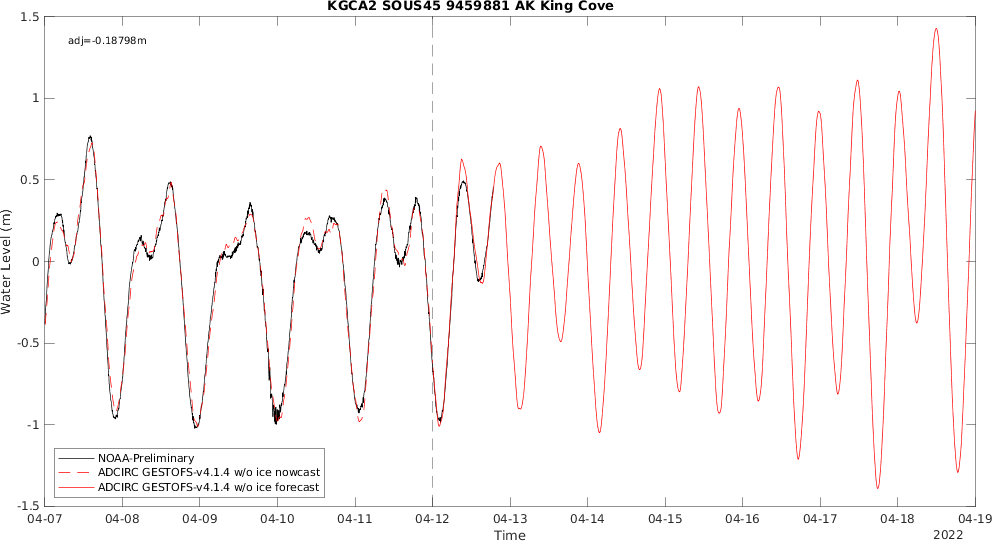 KGCA2 SOUS45 9459881 AK King Cove
adj=-0.18798m
Water Level (m)
1.5
1
0.5
0
-0.5
-1
-1.5
NOAA-Preliminary
ADCIRC GESTOFS-v4.1.4 w/o ice nowcast
ADCIRC GESTOFS-v4.1.4 w/o ice forecast
04-07 04-08 04-09 04-10 04-11 04-12 04-13 04-14 04-15 04-16 04-17 04-18 04-19
Time
2022